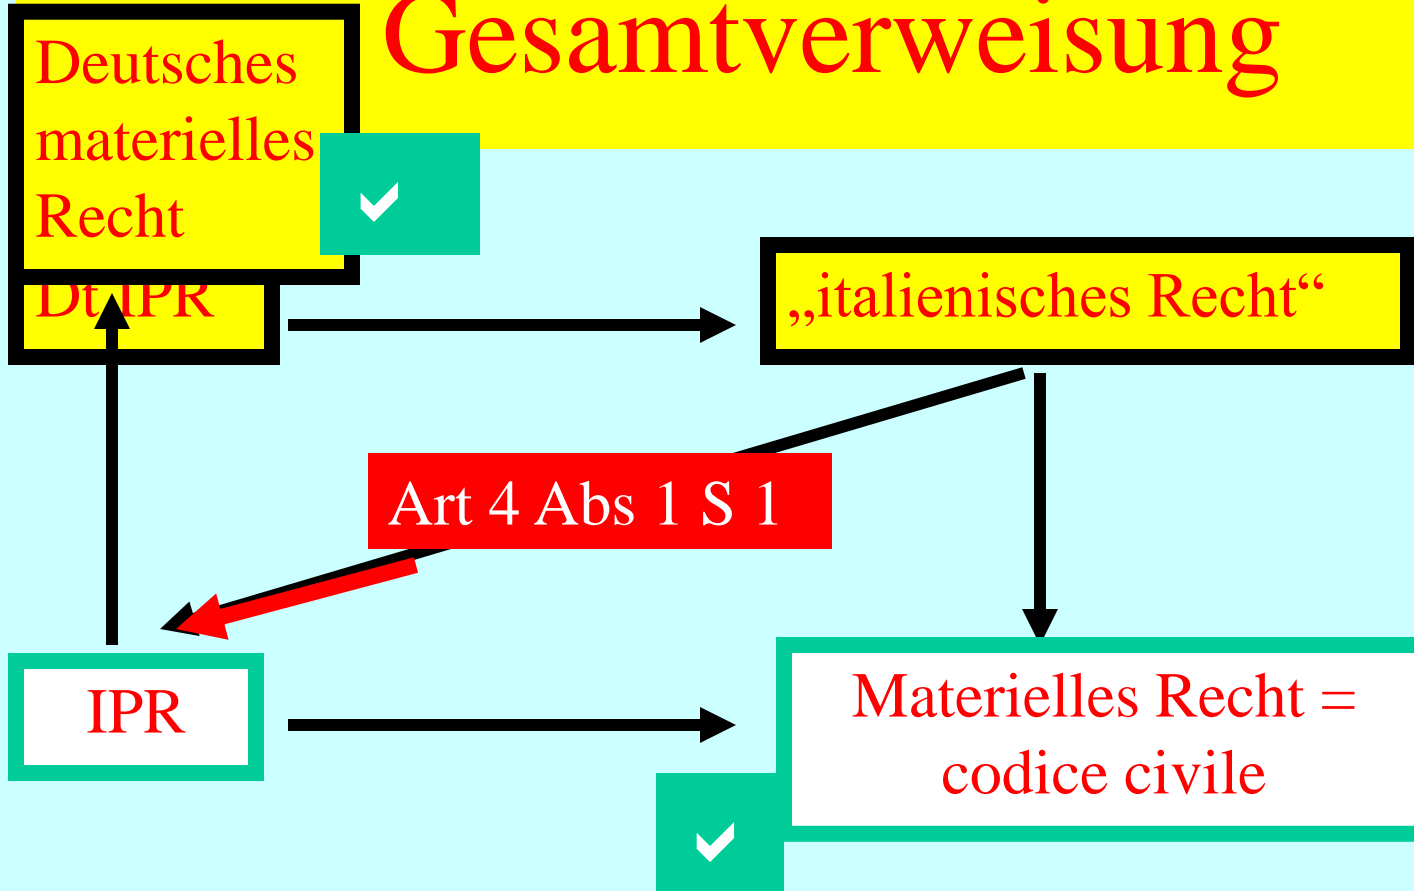 Gesamtverweisung
Deutsches
materielles
Recht
Dt IPR
„italienisches Recht“
Art 4 Abs 1 S 1
IPR
Materielles Recht =
codice civile